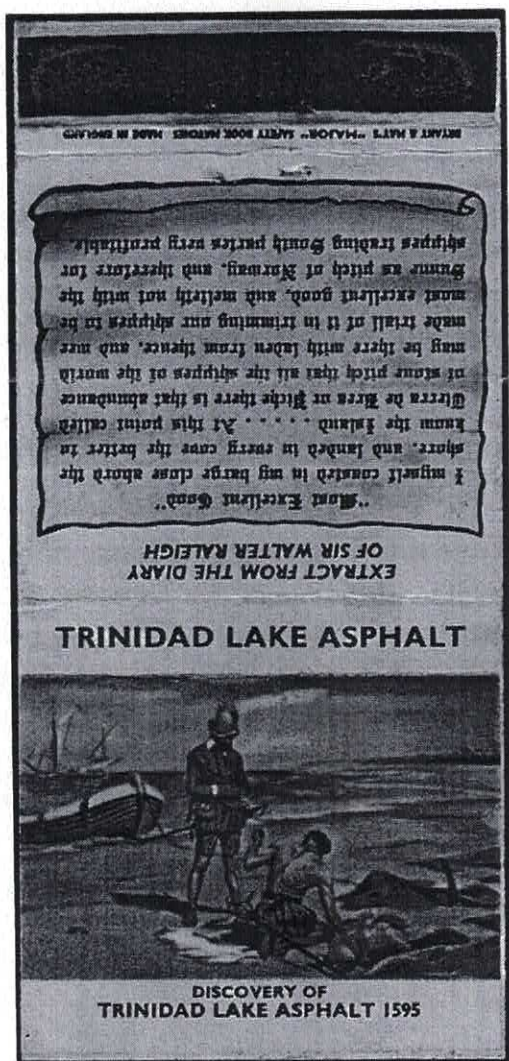 TRINIDAD LAKE ASPHALT
DISCOVERY OF
TRINIDAD LAKE ASPHALT 1595
EXTRACT FROM THE DIARY
OF SIR WALTER RALEIGH
"Most Excellent Good"
I myself coasted in my barge close abord the
shore, and landed in every cove the better to
know the Island . . . . . At this point called
Tierra de Brea or Piche there is that abundance
of stone pitch that all the shippes of the world
may be there with laden from thence, and wee
made triall of it in trimming our shippes to be
most excellent good, and melteth not with the
Sunne as pitch of Norway, and therefore for
shippes trading South partes very profitable.
BRYANT & MAY'S "MAJOR" SAFETY BOOK MATCHES MADE IN ENGLAND